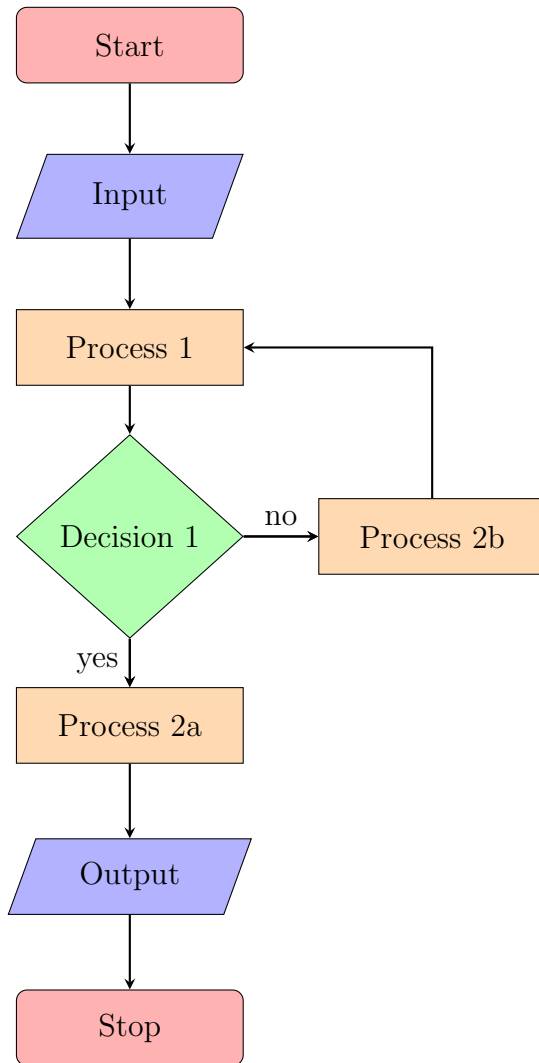 Start
Input
Process 1
Decision 1
no
Process 2b
yes
Process 2a
Output
Stop